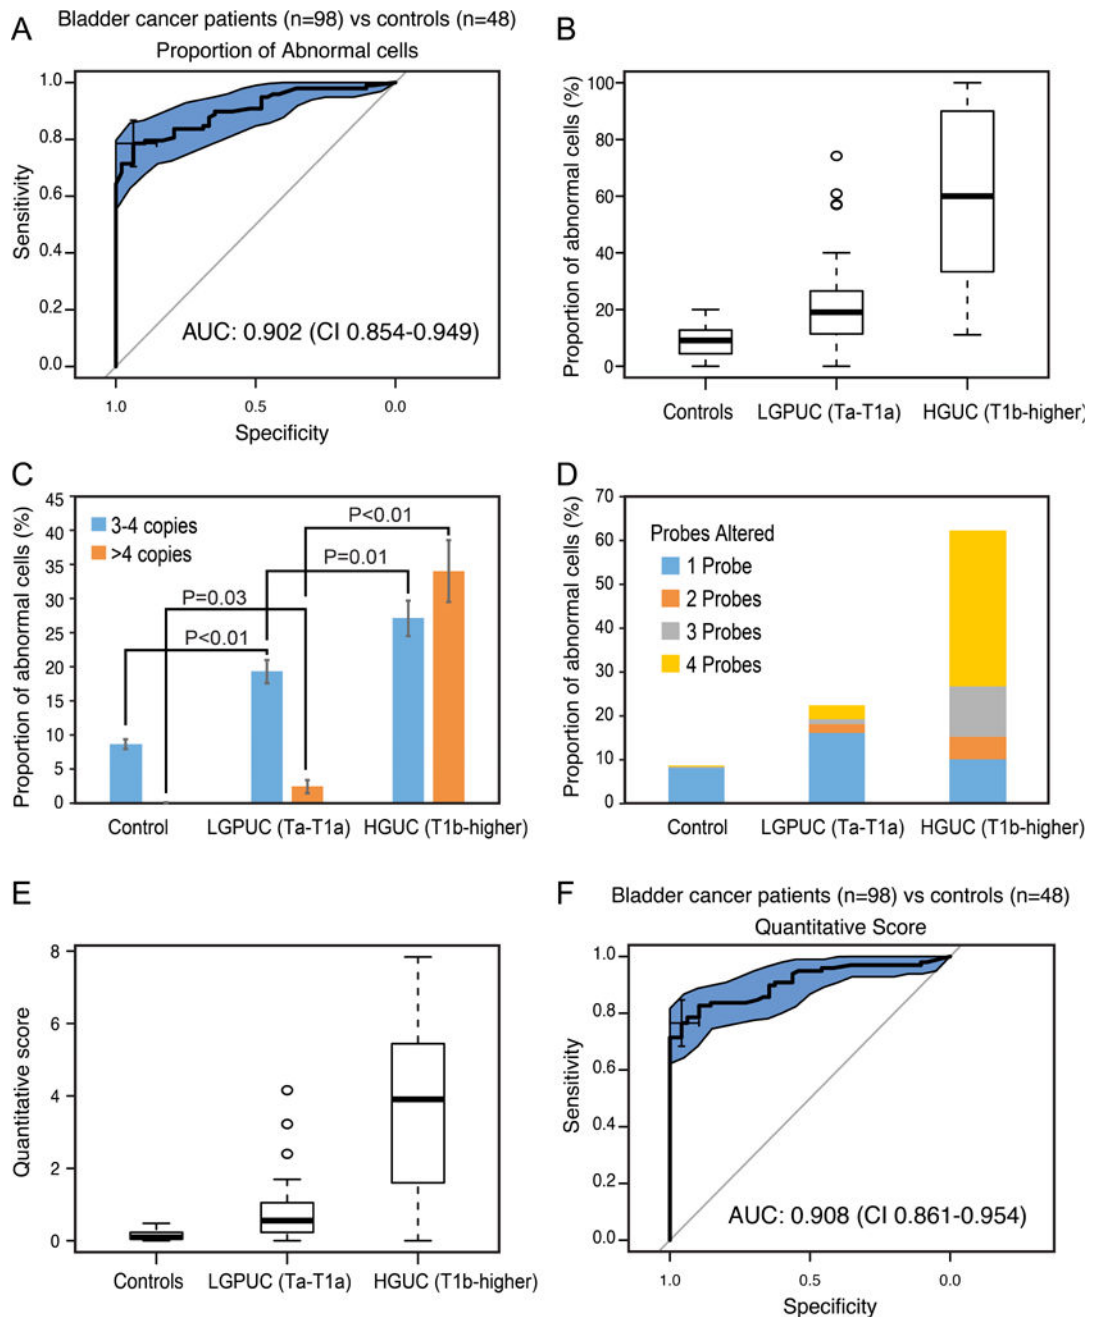 A
Bladder cancer patients (n=98) vs controls (n=48)
Proportion of Abnormal cells
Sensitivity
1.0
0.8
0.6
0.4
0.2
0.0
AUC: 0.902 (CI 0.854-0.949)
1.0 0.5 0.0
Specificity
B
Proportion of abnormal cells (%)
100
80
60
40
20
0
Controls LGPUC (Ta-T1a) HGUC (T1b-higher)
C
Proportion of abnormal cells (%)
45
40
35
30
25
20
15
10
5
0
3-4 copies
>4 copies
P<0.01
P=0.01
P=0.03
P<0.01
Control LGPUC (Ta-T1a) HGUC (T1b-higher)
D
Proportion of abnormal cells (%)
70
60
50
40
30
20
10
0
Probes Altered
1 Probe
2 Probes
3 Probes
4 Probes
Control LGPUC (Ta-T1a) HGUC (T1b-higher)
E
Quantitative score
8
6
4
2
0
Controls LGPUC (Ta-T1a) HGUC (T1b-higher)
F
Bladder cancer patients (n=98) vs controls (n=48)
Quantitative Score
Sensitivity
1.0
0.8
0.6
0.4
0.2
0.0
AUC: 0.908 (CI 0.861-0.954)
1.0 0.5 0.0
Specificity